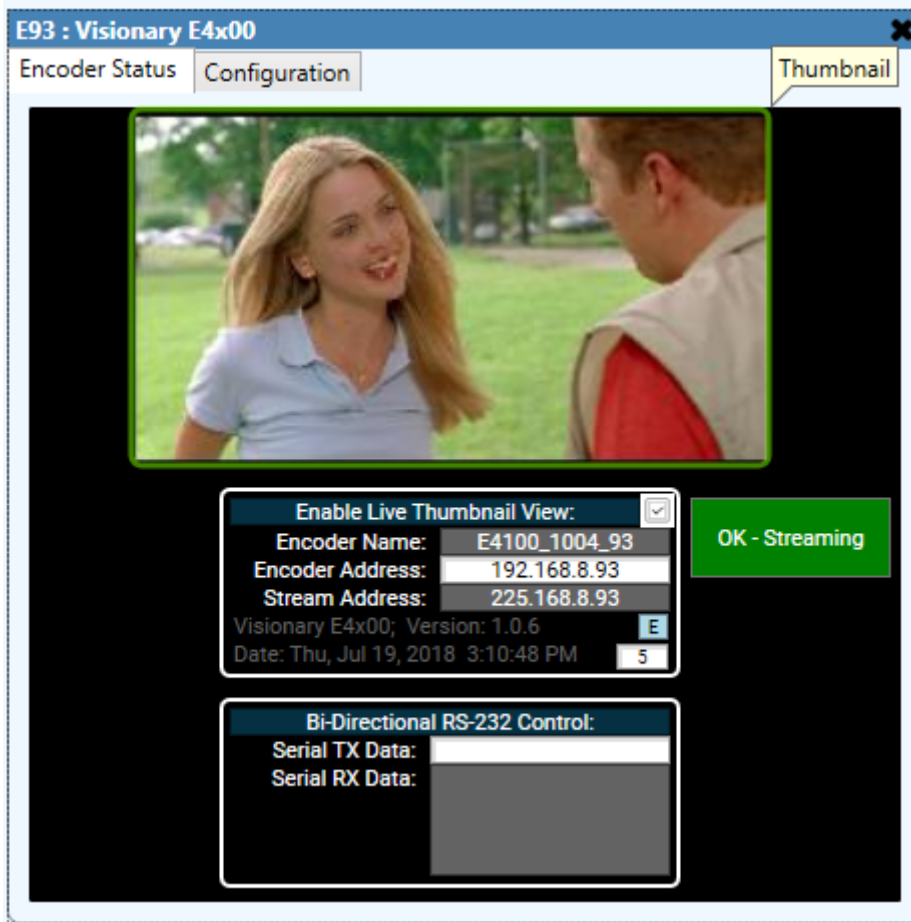 E93 : Visionary E4x00
Encoder Status
Configuration
Thumbnail
Enable Live Thumbnail View:
Encoder Name: E4100_1004_93
Encoder Address: 192.168.8.93
Stream Address: 225.168.8.93
Visionary E4x00; Version: 1.0.6 E
Date: Thu, Jul 19, 2018 3:10:48 PM 5
OK - Streaming
Bi-Directional RS-232 Control:
Serial TX Data:
Serial RX Data: